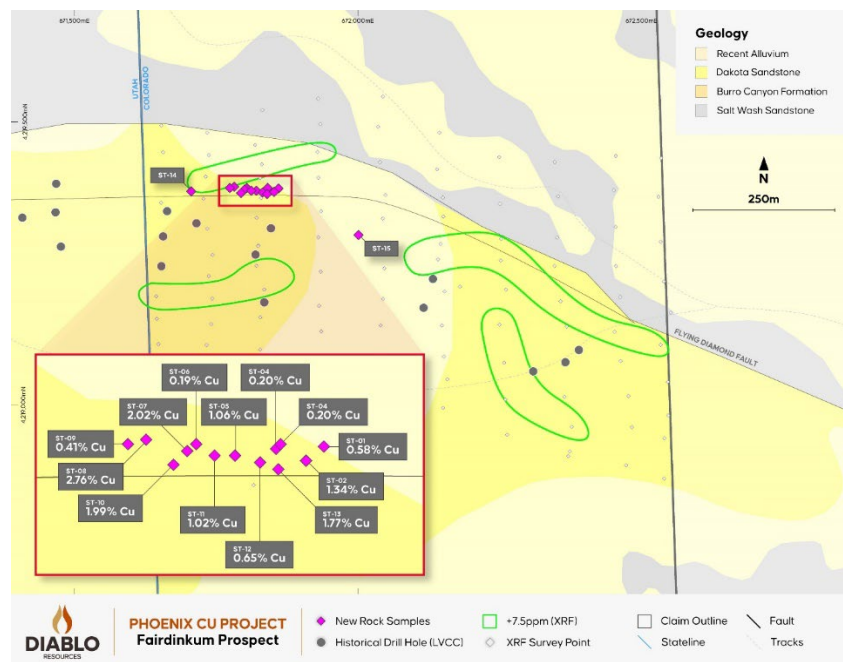 671,500mE
672,000mE
672,500mE
Geology
Recent Alluvium
Dakota Sandstone
Burro Canyon Formation
Salt Wash Sandstone
UTAH
COLORADO
4,219,500mN
N
250m
ST-14
ST-15
FLYING DIAMOND FAULT
4,219,000mN
ST-06
0.19% Cu
ST-04
0.20% Cu
ST-07
2.02% Cu
ST-05
1.06% Cu
ST-04
0.20% Cu
ST-09
0.41% Cu
ST-01
0.58% Cu
ST-08
2.76% Cu
ST-02
1.34% Cu
ST-10
1.99% Cu
ST-11
1.02% Cu
ST-13
1.77% Cu
ST-12
0.65% Cu
DIABLO
RESOURCES
PHOENIX CU PROJECT
Fairdinkum Prospect
New Rock Samples
Historical Drill Hole (LVCC)
+7.5ppm (XRF)
XRF Survey Point
Claim Outline
Stateline
Fault
Tracks